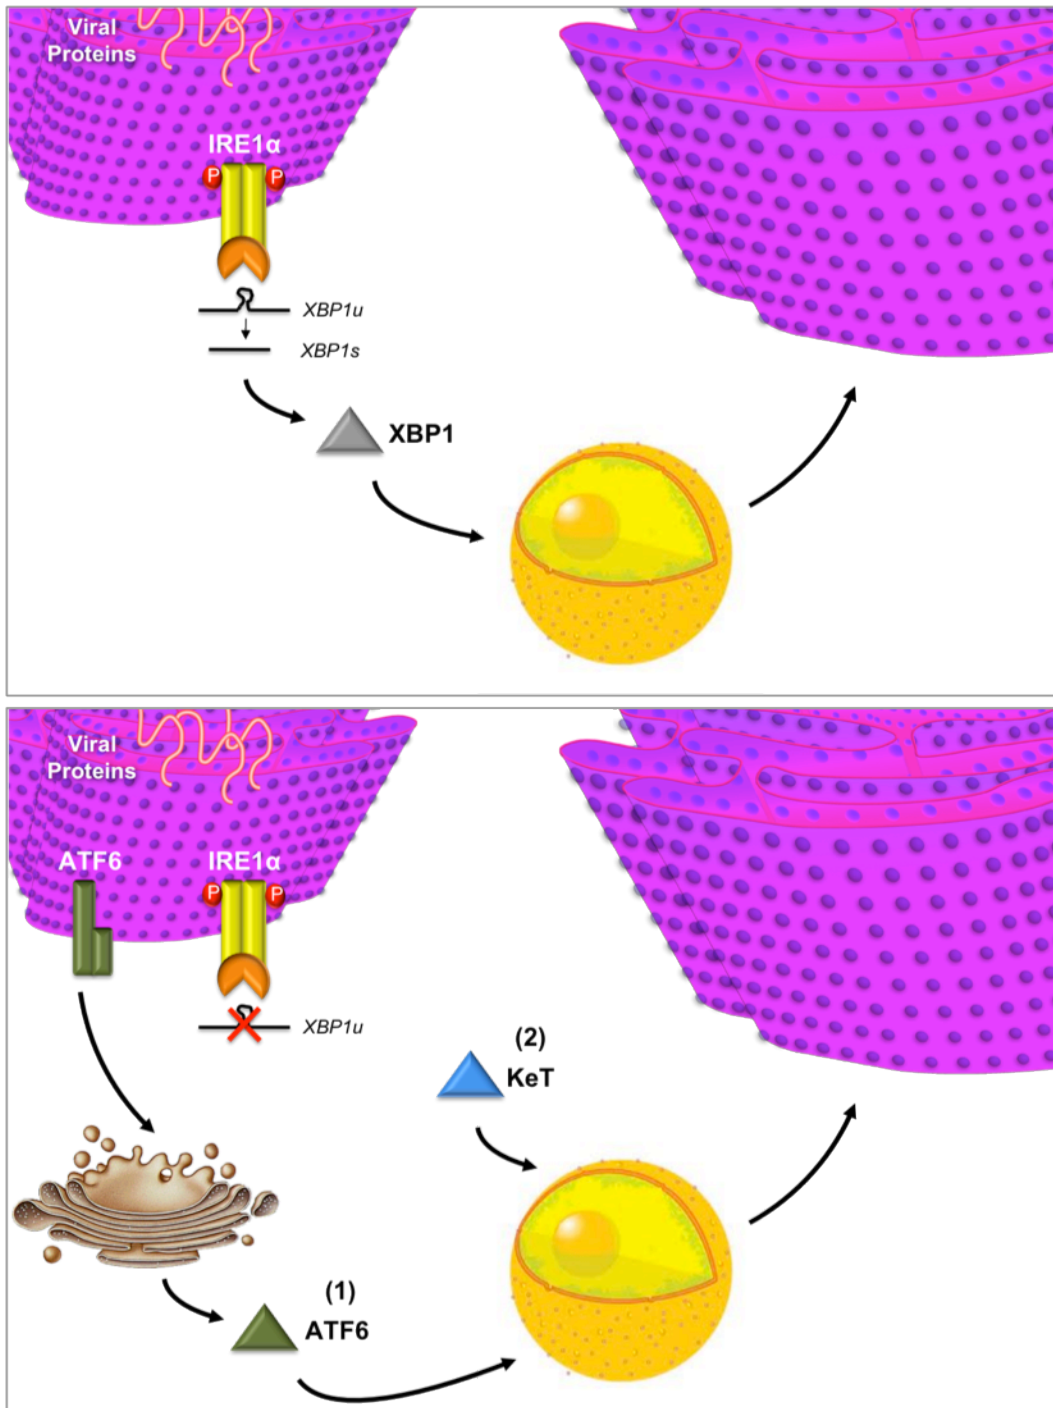 Viral
Proteins
IRE1α
P P
XBP1u
XBP1s
XBP1
Viral
Proteins
ATF6 IRE1α
P P
XBP1u
(2)
KeT
(1)
ATF6